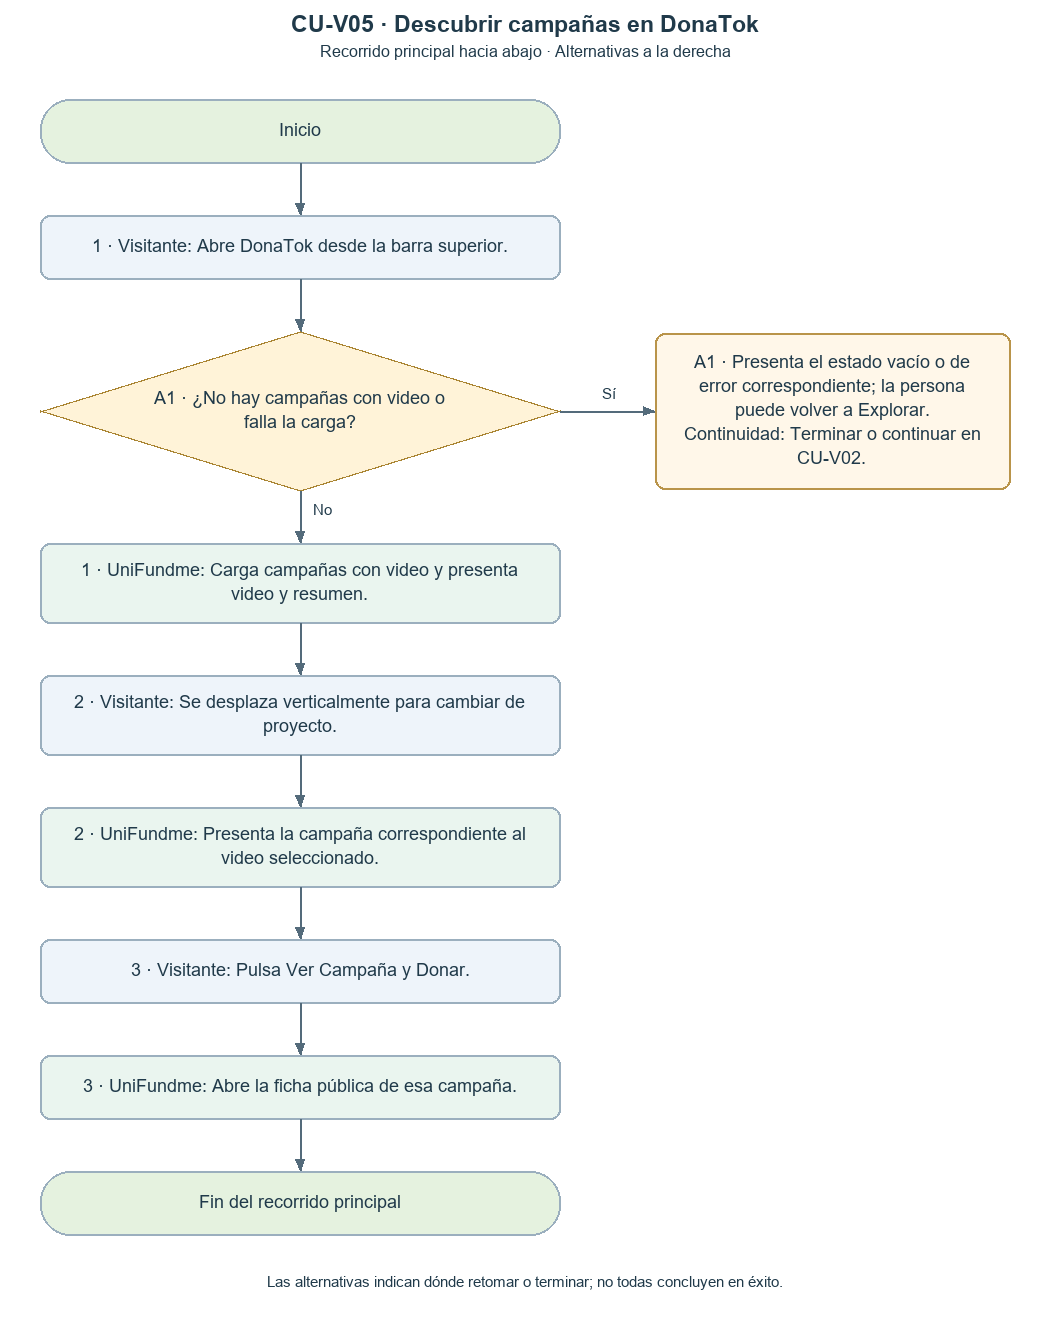 CU-V05 · Descubrir campañas en DonaTok
Recorrido principal hacia abajo · Alternativas a la derecha
Inicio
1 · Visitante: Abre DonaTok desde la barra superior.
A1 · ¿No hay campañas con video o
falla la carga?
Sí
A1 · Presenta el estado vacío o de
error correspondiente; la persona
puede volver a Explorar.
Continuidad: Terminar o continuar en
CU-V02.
No
1 · UniFundme: Carga campañas con video y presenta
video y resumen.
2 · Visitante: Se desplaza verticalmente para cambiar de
proyecto.
2 · UniFundme: Presenta la campaña correspondiente al
video seleccionado.
3 · Visitante: Pulsa Ver Campaña y Donar.
3 · UniFundme: Abre la ficha pública de esa campaña.
Fin del recorrido principal
Las alternativas indican dónde retomar o terminar; no todas concluyen en éxito.